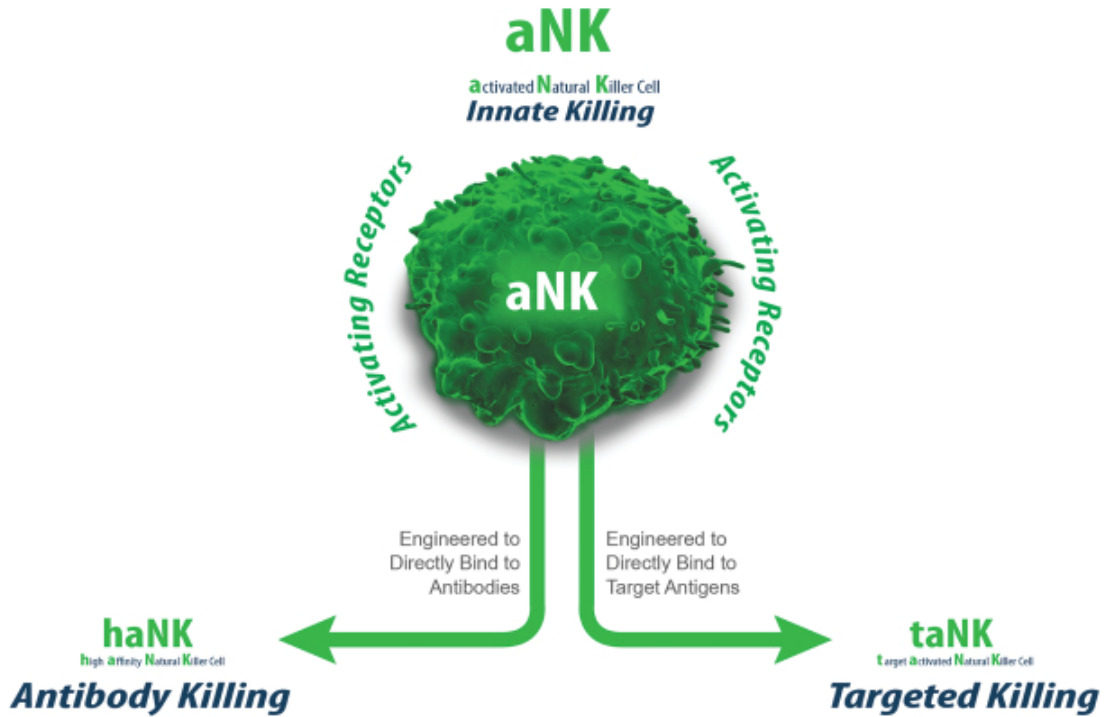 aNK
activated Natural Killer Cell
Innate Killing
Activating Receptors
Activating Receptors
aNK
Engineered to
Directly Bind to
Antibodies
Engineered to
Directly Bind to
Target Antigens
haNK
high affinity Natural Killer Cell
Antibody Killing
taNK
target activated Natural Killer Cell
Targeted Killing